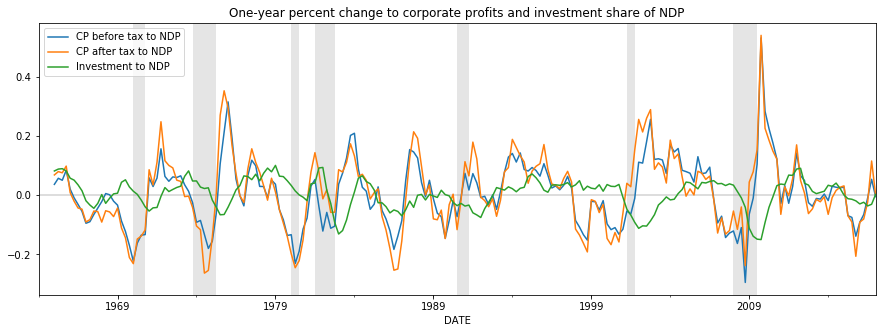 One-year percent change to corporate profits and investment share of NDP
CP before tax to NDP
CP after tax to NDP
Investment to NDP
0.4
0.2
0.0
−0.2
1969
1979
1989
1999
2009
DATE